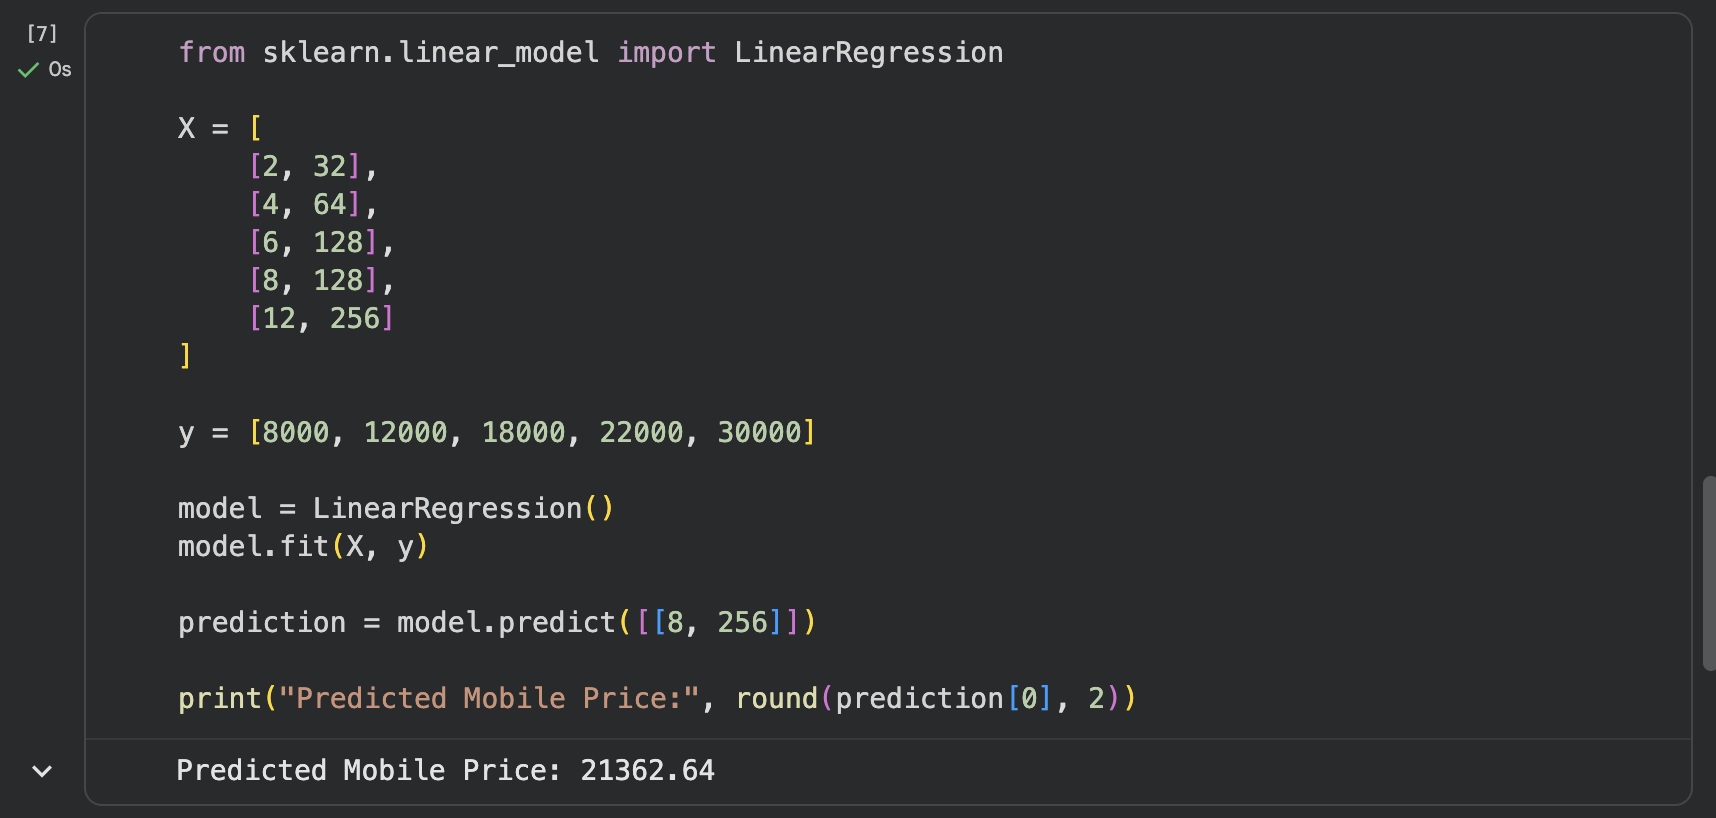 [7]
0s
from sklearn.linear_model import LinearRegression
X = [
    [2, 32],
    [4, 64],
    [6, 128],
    [8, 128],
    [12, 256]
]
y = [8000, 12000, 18000, 22000, 30000]
model = LinearRegression()
model.fit(X, y)
prediction = model.predict([[8, 256]])
print("Predicted Mobile Price:", round(prediction[0], 2))
Predicted Mobile Price: 21362.64